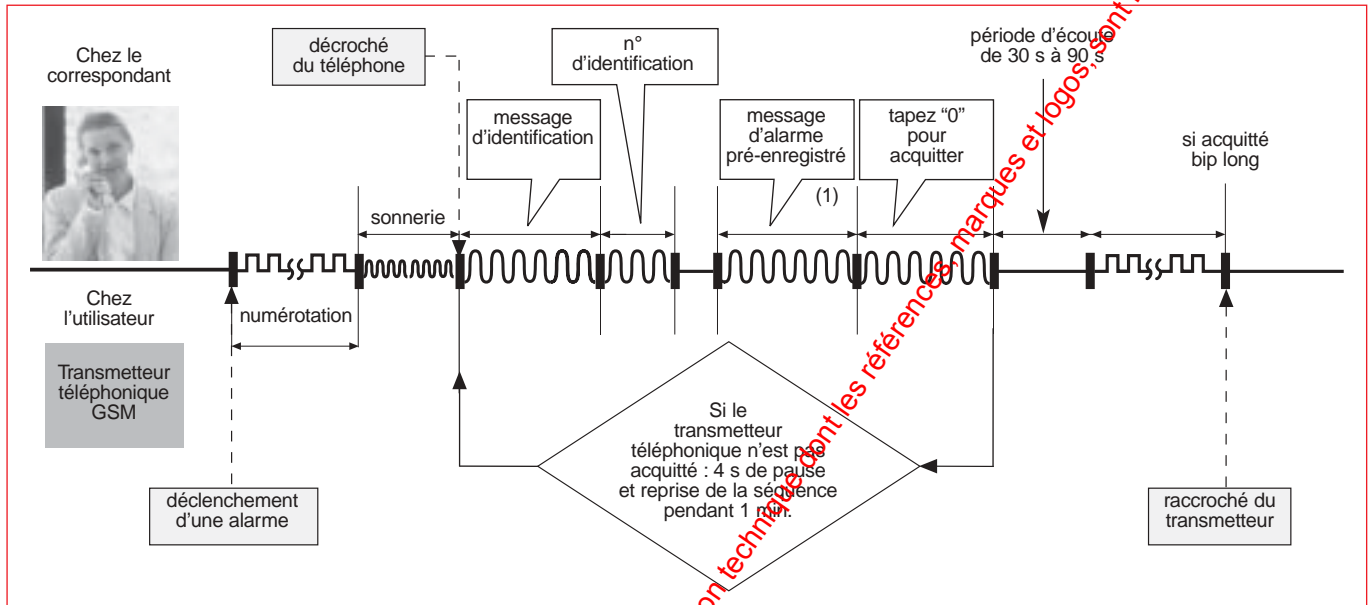 Chez le
correspondant
décroché
du téléphone
n°
d'identification
période d'écoute
de 30 s à 90 s
message
d'identification
message
d'alarme
pré-enregistré
(1)
tapez “0”
pour
acquitter
si acquitté
bip long
sonnerie
Chez
l'utilisateur
numérotation
Transmetteur
téléphonique
GSM
Si le
transmetteur
téléphonique n'est pas
acquitté : 4 s de pause
et reprise de la séquence
pendant 1 min.
déclenchement
d'une alarme
raccroché du
transmetteur
on technique dont les références, marques et logos, sont